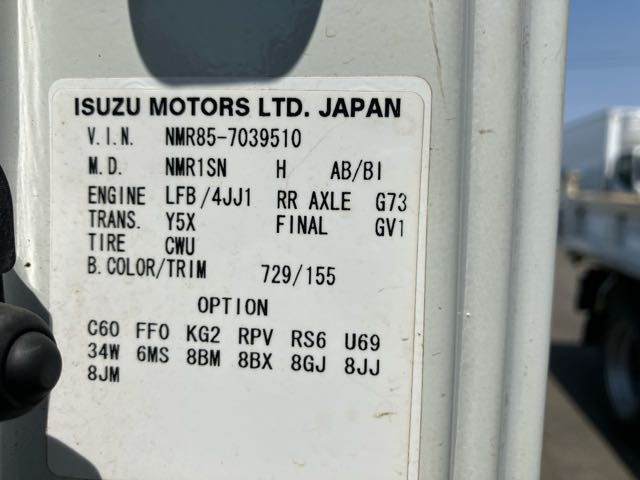 ISUZU MOTORS LTD. JAPAN
V.I.N. NMR85-7039510
M.D. NMR1SN H AB/BI
ENGINE LFB/4JJ1 RR AXLE G73
TRANS. Y5X FINAL GV1
TIRE CWU
B.COLOR/TRIM 729/155
OPTION
C60 FF0 KG2 RPV RS6 U69
34W 6MS 8BM 8BX 8GJ 8JJ
8JM